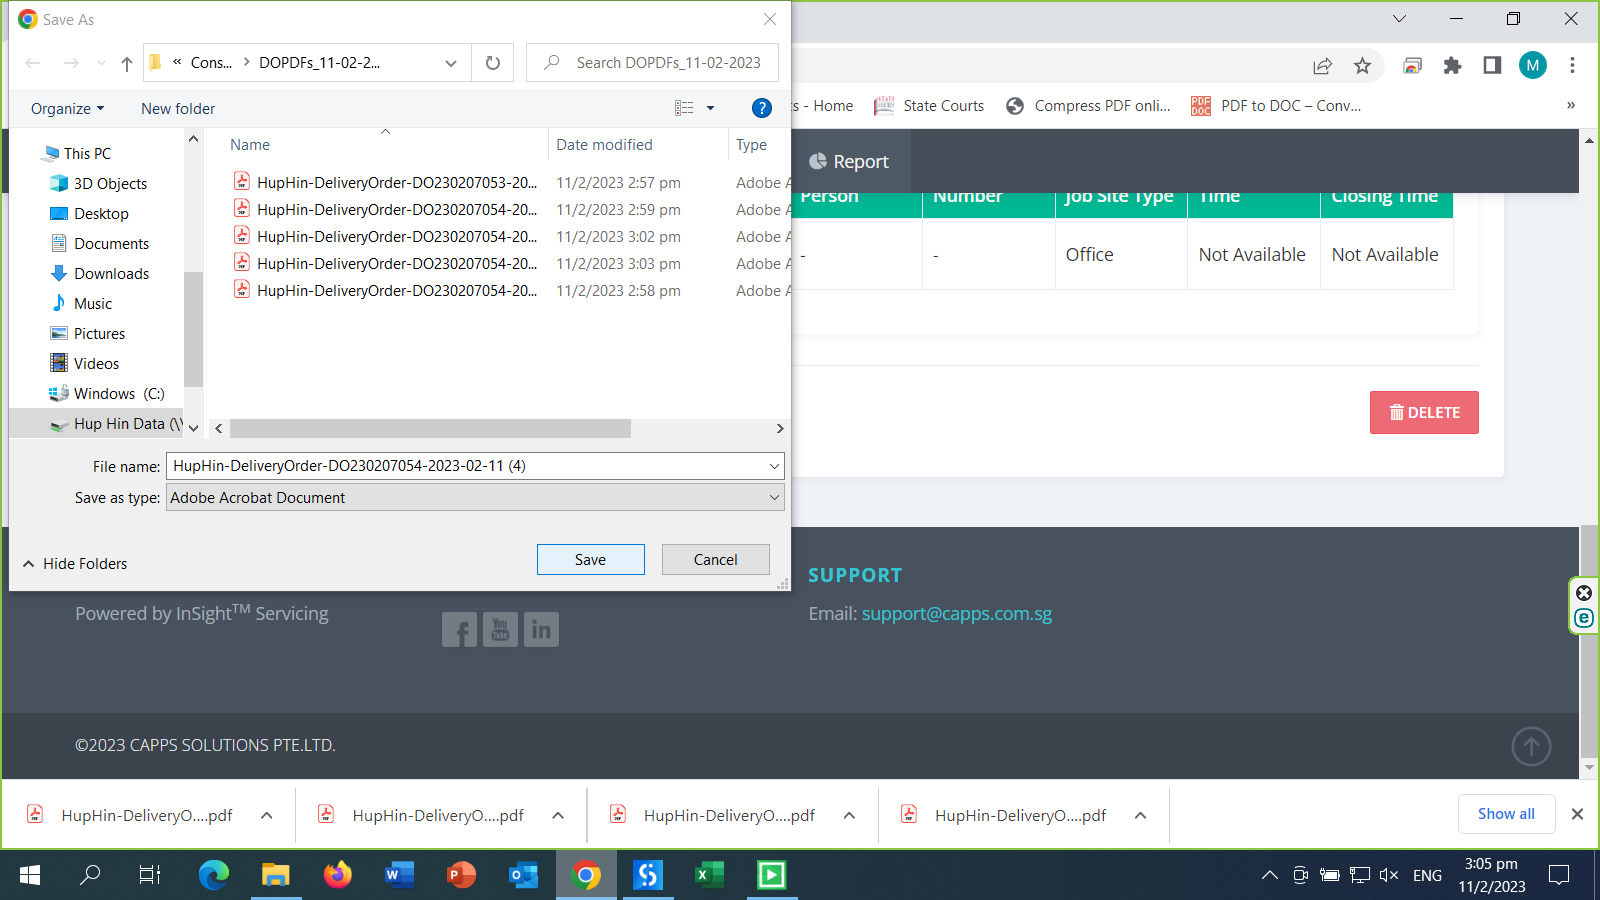 Save As
Cons...
DOPDFs_11-02-2...
Search DOPDFs_11-02-2023
Organize
New folder
This PC
3D Objects
Desktop
Documents
Downloads
Music
Pictures
Videos
Windows (C:)
Hup Hin Data (\\
Name
Date modified
Type
HupHin-DeliveryOrder-DO230207053-20... 11/2/2023 2:57 pm Adobe A
HupHin-DeliveryOrder-DO230207054-20... 11/2/2023 2:59 pm Adobe A
HupHin-DeliveryOrder-DO230207054-20... 11/2/2023 3:02 pm Adobe A
HupHin-DeliveryOrder-DO230207054-20... 11/2/2023 3:03 pm Adobe A
HupHin-DeliveryOrder-DO230207054-20... 11/2/2023 2:58 pm Adobe A
File name: HupHin-DeliveryOrder-DO230207054-2023-02-11 (4)
Save as type: Adobe Acrobat Document
Hide Folders
Save
Cancel
M
- Home
State Courts
Compress PDF onli...
PDF to DOC – Conv...
»
Report
Person
Number
Job Site Type
Time
Closing Time
-
-
Office
Not Available
Not Available
DELETE
Powered by InSight™ Servicing
SUPPORT
Email: support@capps.com.sg
©2023 CAPPS SOLUTIONS PTE.LTD.
HupHin-DeliveryO....pdf
HupHin-DeliveryO....pdf
HupHin-DeliveryO....pdf
HupHin-DeliveryO....pdf
Show all
ENG
3:05 pm
11/2/2023